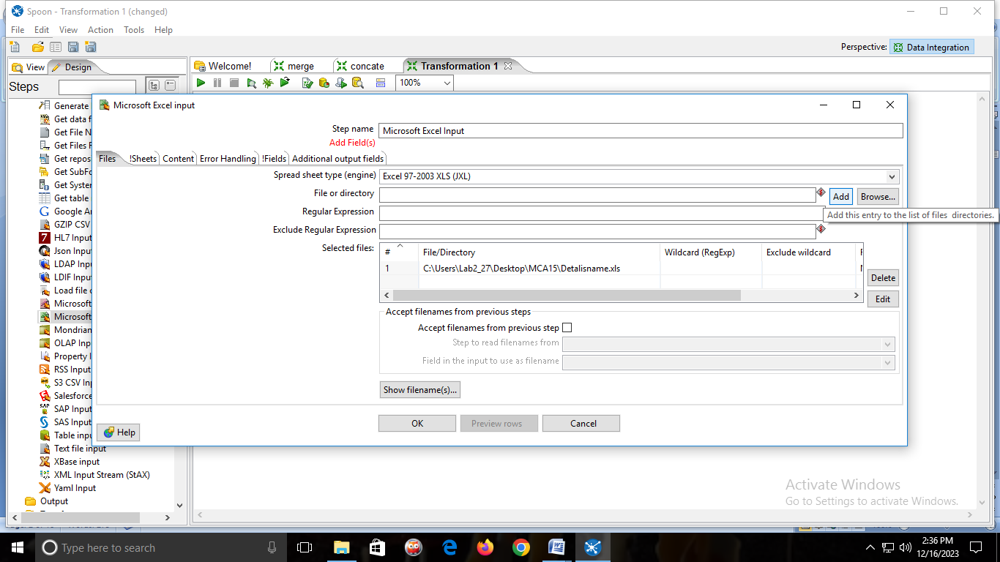 Spoon - Transformation 1 (changed)
File Edit View Action Tools Help
Perspective: Data Integration
View Design
Welcome! merge concate Transformation 1
Steps
100%
Microsoft Excel input
Generate
Get data f
Get File N
Get Files R
Get repos
Get SubFo
Get System
Get table
Google An
GZIP CSV
HL7 Input
Json Input
LDAP Inpu
LDIF Input
Load file c
Microsoft
Microsoft
Mondrian
OLAP Inpu
Property I
RSS Input
S3 CSV Inp
Salesforce
SAP Input
SAS Input
Table inpu
Text file input
XBase input
XML Input Stream (StAX)
Yaml Input
Output
Step name Microsoft Excel Input
Add Field(s)
Files !Sheets Content Error Handling !Fields Additional output fields
Spread sheet type (engine) Excel 97-2003 XLS (JXL)
File or directory Add Browse...
Regular Expression
Add this entry to the list of files directories.
Exclude Regular Expression
Selected files:
# File/Directory Wildcard (RegExp) Exclude wildcard
1 C:\Users\Lab2_27\Desktop\MCA15\Detalisname.xls
Delete
Edit
Accept filenames from previous steps
Accept filenames from previous step
Step to read filenames from
Field in the input to use as filename
Show filename(s)...
OK Preview rows Cancel
Help
Activate Windows
Go to Settings to activate Windows.
Type here to search
2:36 PM
12/16/2023